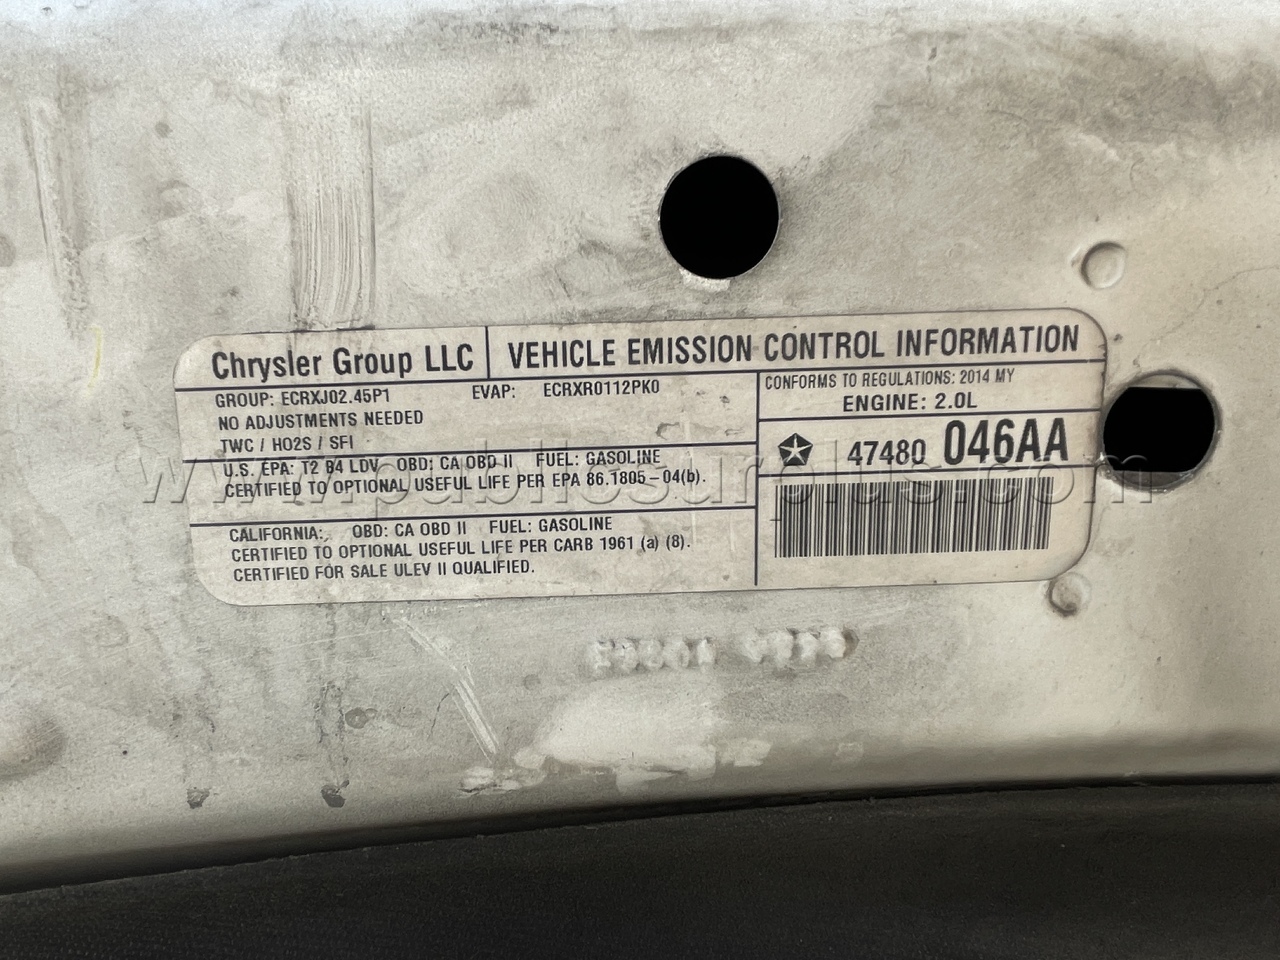 Chrysler Group LLC
VEHICLE EMISSION CONTROL INFORMATION
GROUP: ECRXJ02.45P1 EVAP: ECRXR0112PK0
NO ADJUSTMENTS NEEDED
TWC / HO2S / SFI
U.S. EPA: T2 B4 LDV OBD: CA OBD II FUEL: GASOLINE
CERTIFIED TO OPTIONAL USEFUL LIFE PER EPA 86.1805-04(b).
CALIFORNIA: OBD: CA OBD II FUEL: GASOLINE
CERTIFIED TO OPTIONAL USEFUL LIFE PER CARB 1961 (a) (8).
CERTIFIED FOR SALE ULEV II QUALIFIED.
CONFORMS TO REGULATIONS: 2014 MY
ENGINE: 2.0L
47480 046AA
www.publicsurplus.com